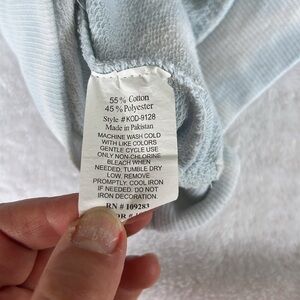 55% Cotton
45% Polyester
Style #KOD-9128
Made in Pakistan
MACHINE WASH COLD
WITH LIKE COLORS
GENTLE CYCLE USE
ONLY NON-CHLORINE
BLEACH WHEN
NEEDED, TUMBLE DRY
LOW, REMOVE
PROMPTLY. COOL IRON
IF NEEDED. DO NOT
IRON DECORATION.
RN # 109283